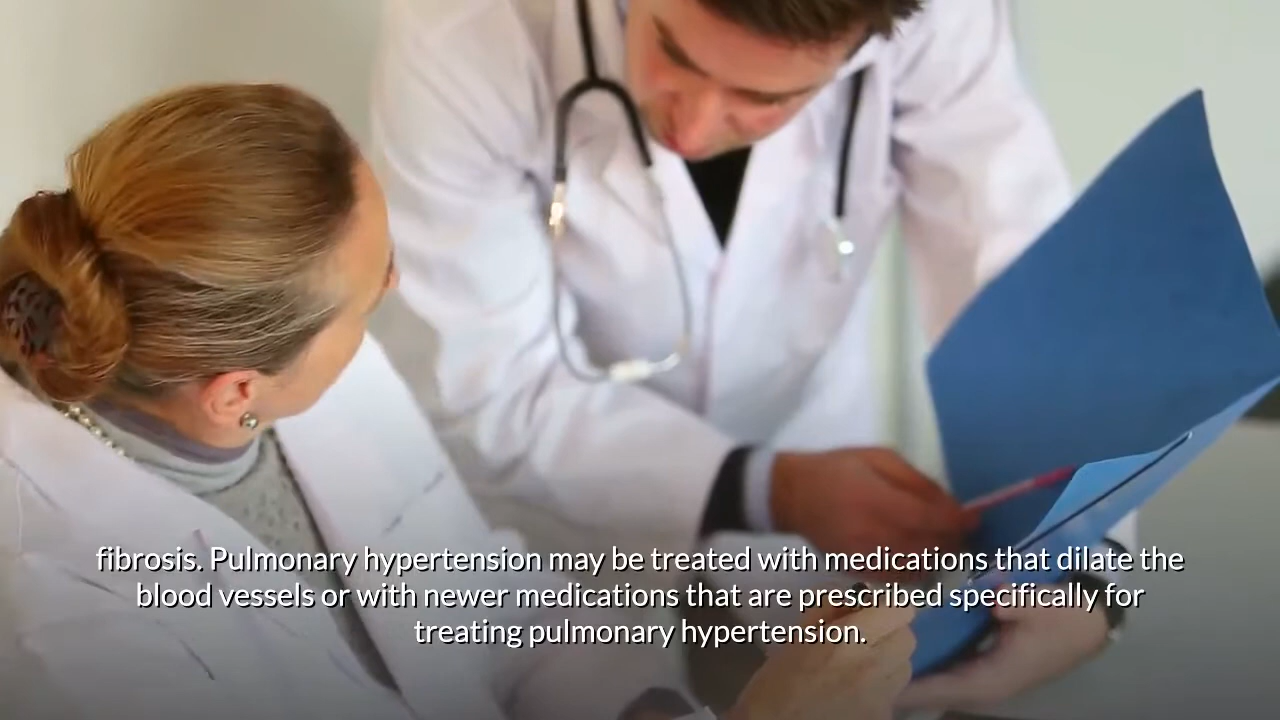 fibrosis. Pulmonary hypertension may be treated with medications that dilate the
blood vessels or with newer medications that are prescribed specifically for
treating pulmonary hypertension.